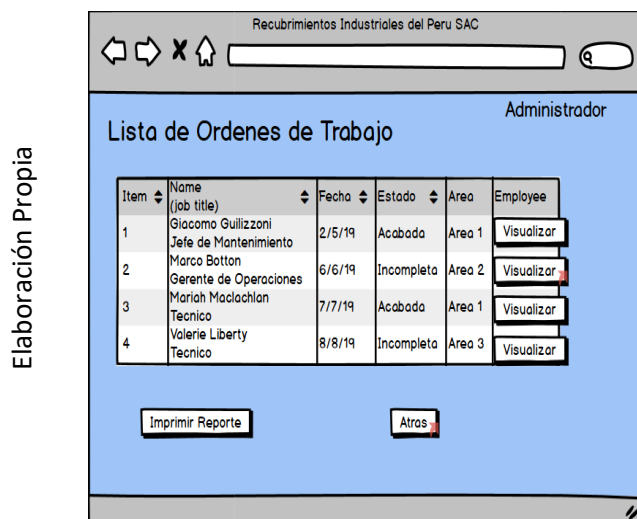 Recubrimientos Industriales del Peru SAC
Administrador
Lista de Ordenes de Trabajo
Item Name (job title) Fecha Estado Area Employee
1 Giacomo Guilizzoni Jefe de Mantenimiento 2/5/19 Acabada Area 1 Visualizar
2 Marco Botton Gerente de Operaciones 6/6/19 Incompleta Area 2 Visualizar
3 Mariah Maclachlan Tecnico 7/7/19 Acabada Area 1 Visualizar
4 Valerie Liberty Tecnico 8/8/19 Incompleta Area 3 Visualizar
Imprimir Reporte Atras
Elaboración Propia